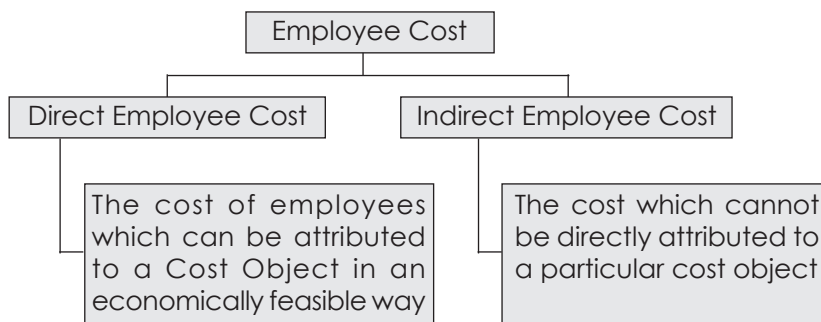 Employee Cost
Direct Employee Cost
Indirect Employee Cost
The cost of employees
which can be attributed
to a Cost Object in an
economically feasible way
The cost which cannot
be directly attributed to
a particular cost object